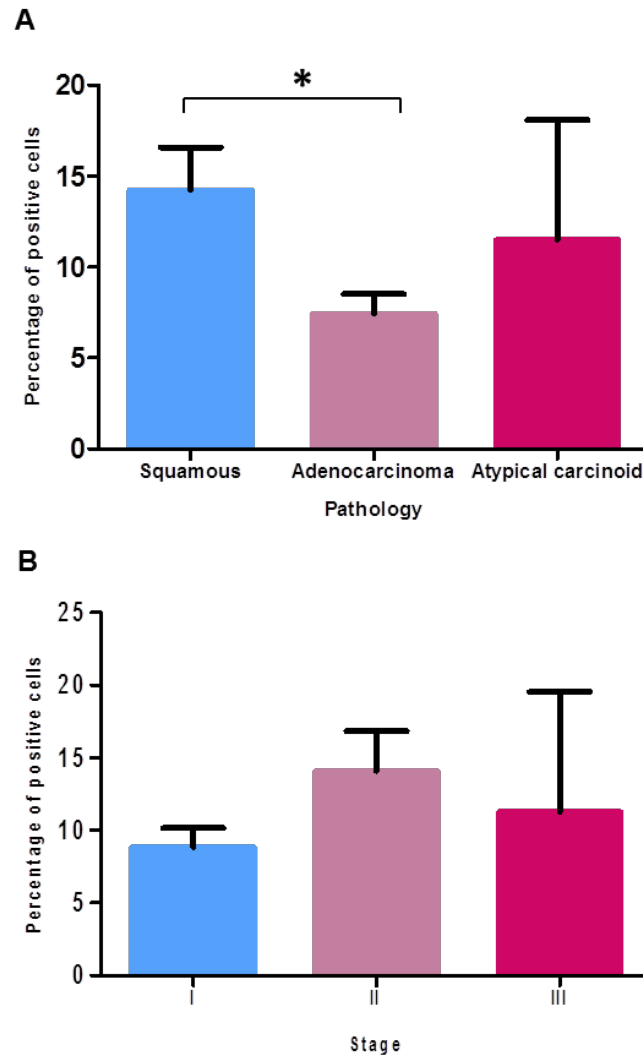 A
*
20
15
10
5
0
Percentage of positive cells
Squamous Adenocarcinoma Atypical carcinoid
Pathology
B
25
20
15
10
5
0
Percentage of positive cells
I II III
Stage